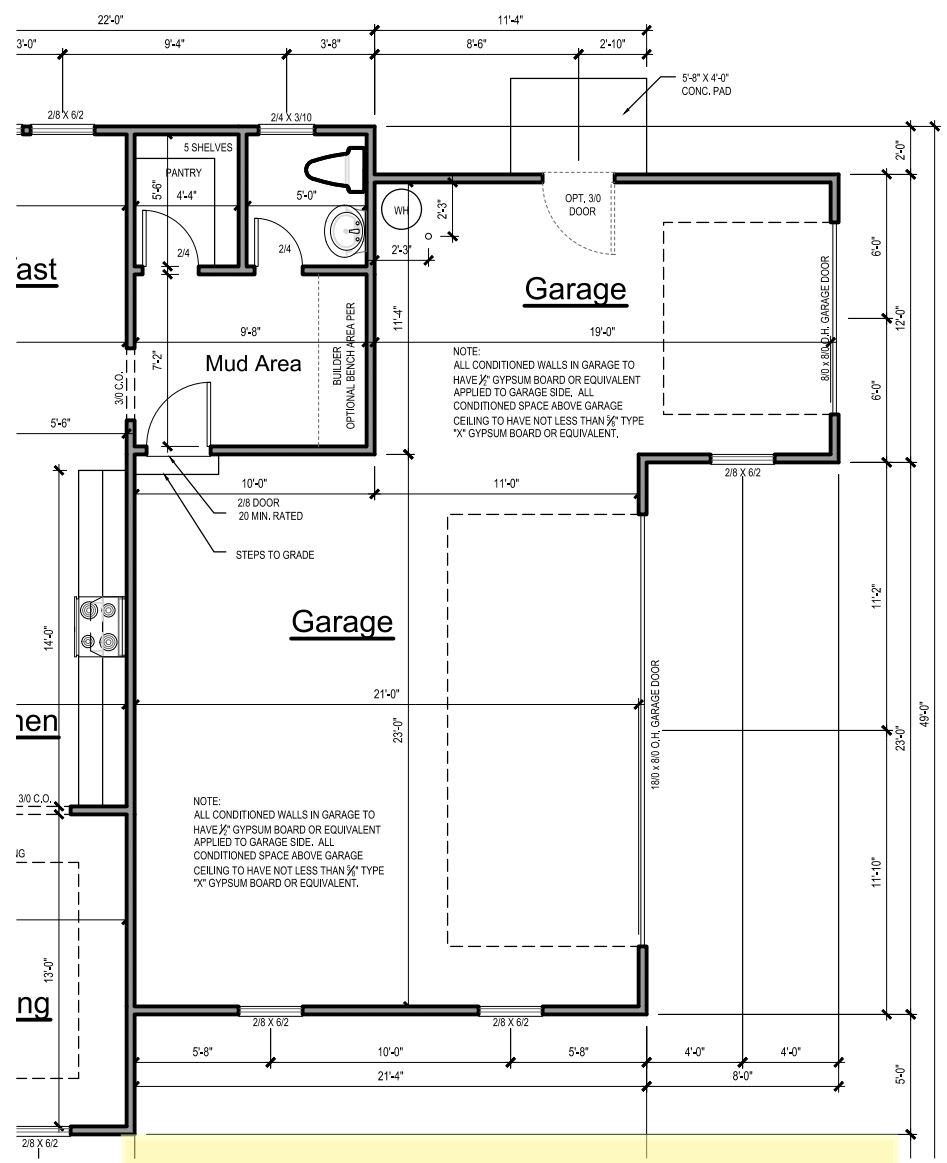 22'-0"
11'-4"
3'-0"
9'-4"
3'-8"
8'-6"
2'-10"
5'-8" X 4'-0"
CONC. PAD
2/8 X 6/2
2/4 X 3/10
2'-0"
5 SHELVES
PANTRY
5'-6"
4'-4"
5'-0"
WH
2'-3"
OPT. 3/0
DOOR
2/4
2/4
2'-3"
6'-0"
ast
Garage
8/0 x 8/0 O.H. GARAGE DOOR
12'-0"
9'-8"
11'-4"
19'-0"
Mud Area
7'-2"
BUILDER
OPTIONAL BENCH AREA PER
3/0 C.O.
NOTE:
ALL CONDITIONED WALLS IN GARAGE TO
HAVE ½" GYPSUM BOARD OR EQUIVALENT
APPLIED TO GARAGE SIDE. ALL
CONDITIONED SPACE ABOVE GARAGE
CEILING TO HAVE NOT LESS THAN ⅝" TYPE
"X" GYPSUM BOARD OR EQUIVALENT.
6'-0"
5'-6"
2/8 X 6/2
10'-0"
11'-0"
2/8 DOOR
20 MIN. RATED
STEPS TO GRADE
11'-2"
Garage
14'-0"
21'-0"
18/0 x 8/0 O.H. GARAGE DOOR
49'-0"
hen
23'-0"
23'-0"
3/0 C.O.
NOTE:
ALL CONDITIONED WALLS IN GARAGE TO
HAVE ½" GYPSUM BOARD OR EQUIVALENT
APPLIED TO GARAGE SIDE. ALL
CONDITIONED SPACE ABOVE GARAGE
CEILING TO HAVE NOT LESS THAN ⅝" TYPE
"X" GYPSUM BOARD OR EQUIVALENT.
NG
11'-10"
13'-0"
ng
2/8 X 6/2
2/8 X 6/2
5'-8"
10'-0"
5'-8"
4'-0"
4'-0"
21'-4"
8'-0"
5'-0"
2/8 X 6/2